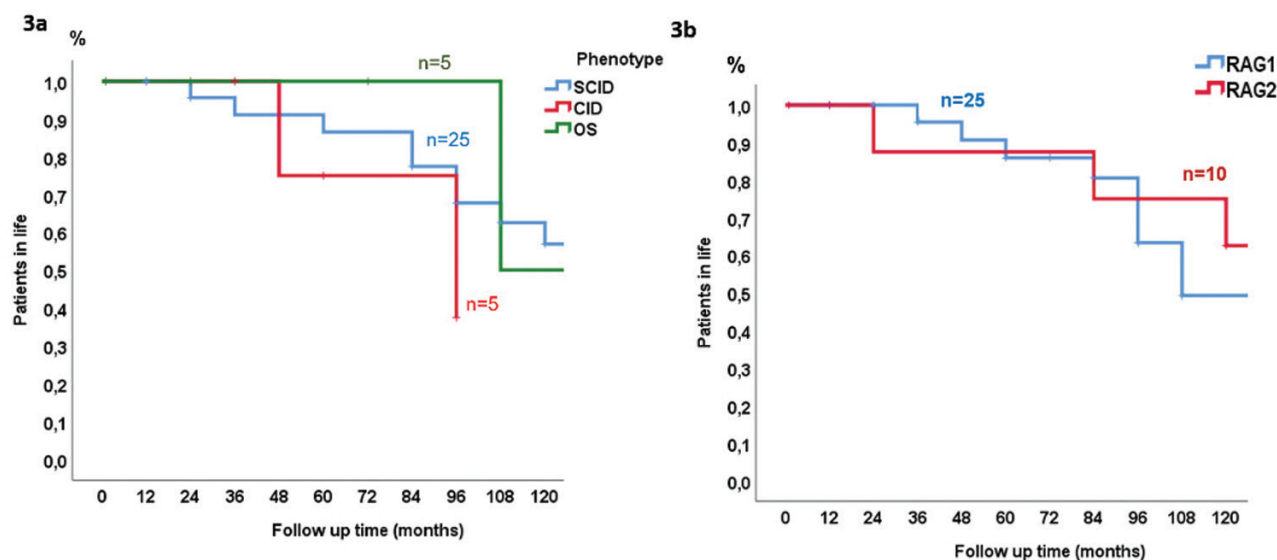 3a
%
Phenotype
SCID
CID
OS
n=5
n=25
n=5
1,0
0,9
0,8
0,7
0,6
0,5
0,4
0,3
0,2
0,1
0,0
Patients in life
0 12 24 36 48 60 72 84 96 108 120
Follow up time (months)
3b
%
RAG1
RAG2
n=25
n=10
1,0
0,9
0,8
0,7
0,6
0,5
0,4
0,3
0,2
0,1
0,0
Patients in life
0 12 24 36 48 60 72 84 96 108 120
Follow up time (months)